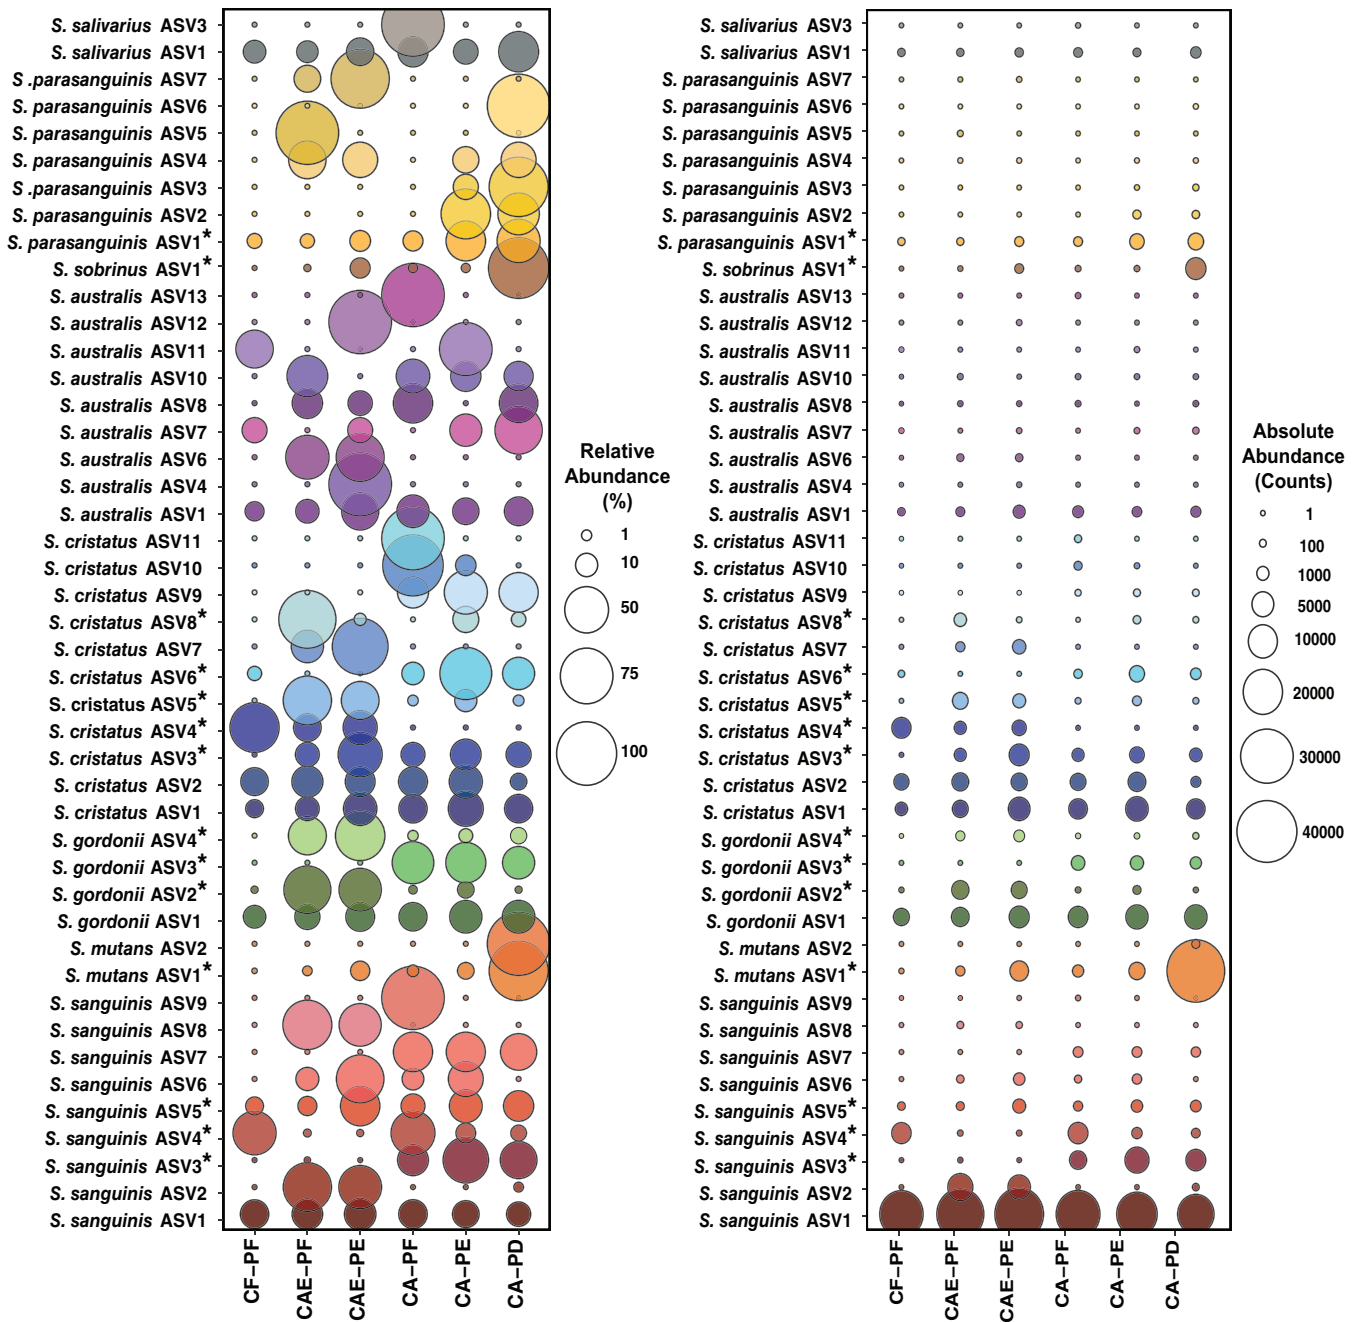 S. salivarius ASV3
S. salivarius ASV1
S .parasanguinis ASV7
S. parasanguinis ASV6
S. parasanguinis ASV5
S. parasanguinis ASV4
S .parasanguinis ASV3
S. parasanguinis ASV2
S. parasanguinis ASV1*
S. sobrinus ASV1*
S. australis ASV13
S. australis ASV12
S. australis ASV11
S. australis ASV10
S. australis ASV8
S. australis ASV7
S. australis ASV6
S. australis ASV4
S. australis ASV1
S. cristatus ASV11
S. cristatus ASV10
S. cristatus ASV9
S. cristatus ASV8*
S. cristatus ASV7
S. cristatus ASV6*
S. cristatus ASV5*
S. cristatus ASV4*
S. cristatus ASV3*
S. cristatus ASV2
S. cristatus ASV1
S. gordonii ASV4*
S. gordonii ASV3*
S. gordonii ASV2*
S. gordonii ASV1
S. mutans ASV2
S. mutans ASV1*
S. sanguinis ASV9
S. sanguinis ASV8
S. sanguinis ASV7
S. sanguinis ASV6
S. sanguinis ASV5*
S. sanguinis ASV4*
S. sanguinis ASV3*
S. sanguinis ASV2
S. sanguinis ASV1
CF–PF
CAE–PF
CAE–PE
CA–PF
CA–PE
CA–PD
Relative
Abundance
(%)
1
10
50
75
100
S. salivarius ASV3
S. salivarius ASV1
S. parasanguinis ASV7
S. parasanguinis ASV6
S. parasanguinis ASV5
S. parasanguinis ASV4
S. parasanguinis ASV3
S. parasanguinis ASV2
S. parasanguinis ASV1*
S. sobrinus ASV1*
S. australis ASV13
S. australis ASV12
S. australis ASV11
S. australis ASV10
S. australis ASV8
S. australis ASV7
S. australis ASV6
S. australis ASV4
S. australis ASV1
S. cristatus ASV11
S. cristatus ASV10
S. cristatus ASV9
S. cristatus ASV8*
S. cristatus ASV7
S. cristatus ASV6*
S. cristatus ASV5*
S. cristatus ASV4*
S. cristatus ASV3*
S. cristatus ASV2
S. cristatus ASV1
S. gordonii ASV4*
S. gordonii ASV3*
S. gordonii ASV2*
S. gordonii ASV1
S. mutans ASV2
S. mutans ASV1*
S. sanguinis ASV9
S. sanguinis ASV8
S. sanguinis ASV7
S. sanguinis ASV6
S. sanguinis ASV5*
S. sanguinis ASV4*
S. sanguinis ASV3*
S. sanguinis ASV2
S. sanguinis ASV1
CF–PF
CAE–PF
CAE–PE
CA–PF
CA–PE
CA–PD
Absolute
Abundance
(Counts)
1
100
1000
5000
10000
20000
30000
40000